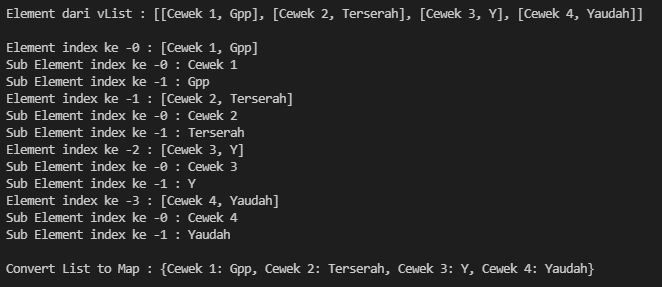 Element dari vList : [[Cewek 1, Gpp], [Cewek 2, Terserah], [Cewek 3, Y], [Cewek 4, Yaudah]]
Element index ke -0 : [Cewek 1, Gpp]
Sub Element index ke -0 : Cewek 1
Sub Element index ke -1 : Gpp
Element index ke -1 : [Cewek 2, Terserah]
Sub Element index ke -0 : Cewek 2
Sub Element index ke -1 : Terserah
Element index ke -2 : [Cewek 3, Y]
Sub Element index ke -0 : Cewek 3
Sub Element index ke -1 : Y
Element index ke -3 : [Cewek 4, Yaudah]
Sub Element index ke -0 : Cewek 4
Sub Element index ke -1 : Yaudah
Convert List to Map : {Cewek 1: Gpp, Cewek 2: Terserah, Cewek 3: Y, Cewek 4: Yaudah}